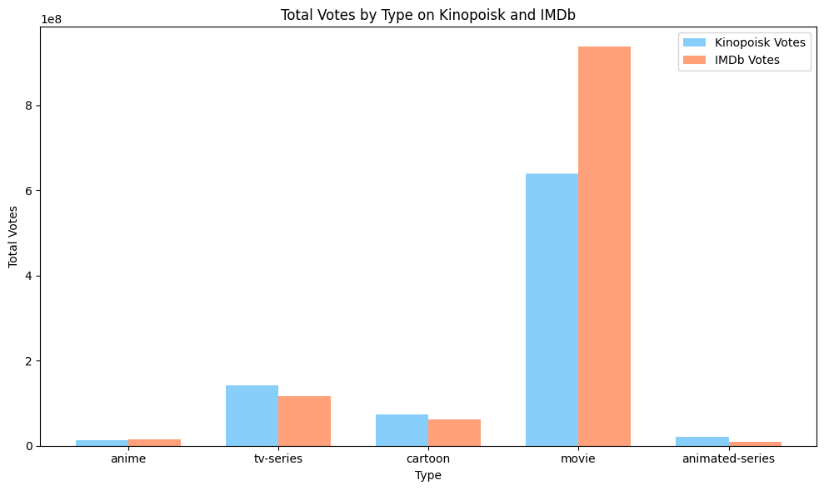 Total Votes by Type on Kinopoisk and IMDb
1e8
Kinopoisk Votes
IMDb Votes
8
6
4
2
0
Total Votes
anime tv-series cartoon movie animated-series
Type